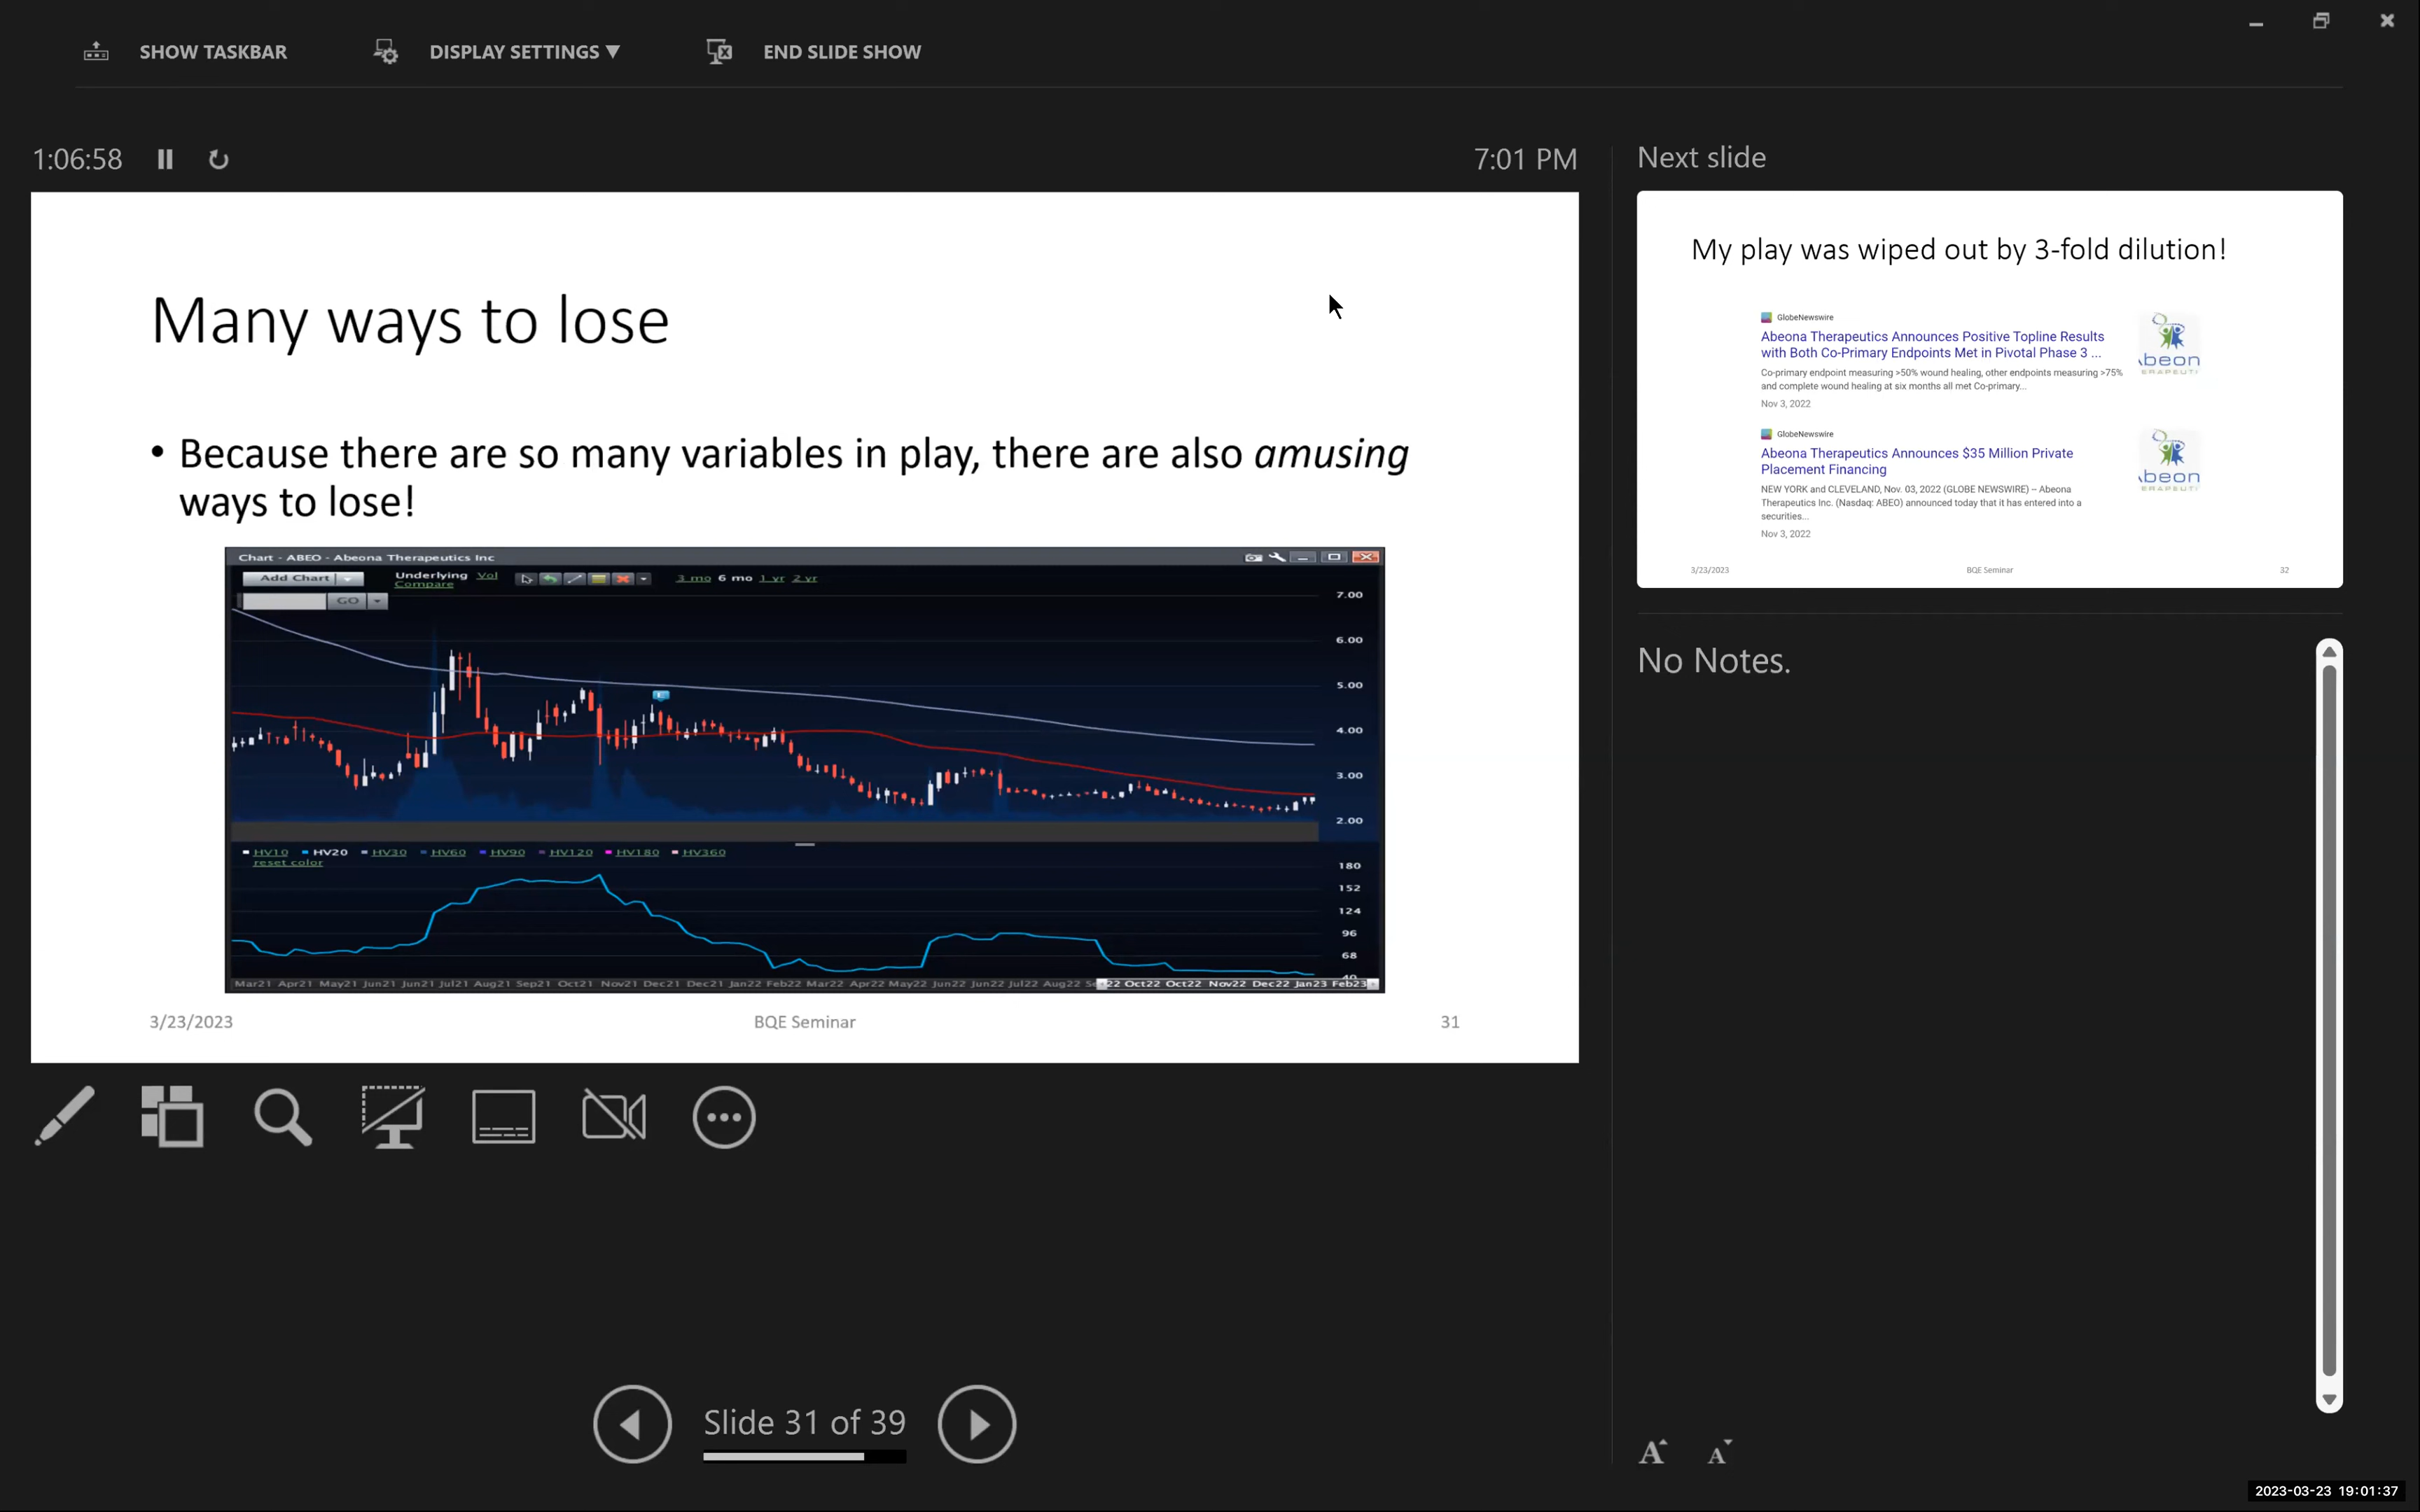 SHOW TASKBAR
DISPLAY SETTINGS ▼
END SLIDE SHOW
1:06:58
7:01 PM
Many ways to lose
• Because there are so many variables in play, there are also amusing
ways to lose!
Chart - ABEO - Abeona Therapeutics Inc
Add Chart
Underlying Vol
Compare
3 mo 6 mo 1 yr 2 yr
GO
7.00
6.00
5.00
4.00
3.00
2.00
HV10 HV20 HV30 HV60 HV90 HV120 HV180 HV360
reset color
180
152
124
96
68
40
Mar21 Apr21 May21 Jun21 Jun21 Jul21 Aug21 Sep21 Oct21 Nov21 Dec21 Dec21 Jan22 Feb22 Mar22 Apr22 May22 Jun22 Jun22 Jul22 Aug22 Se 22 Oct22 Oct22 Nov22 Dec22 Jan23 Feb23
3/23/2023
BQE Seminar
31
Slide 31 of 39
Next slide
My play was wiped out by 3-fold dilution!
GlobeNewswire
Abeona Therapeutics Announces Positive Topline Results
with Both Co-Primary Endpoints Met in Pivotal Phase 3 ...
Co-primary endpoint measuring >50% wound healing, other endpoints measuring >75%
and complete wound healing at six months all met Co-primary...
Nov 3, 2022
beon
ERAPEUTI
GlobeNewswire
Abeona Therapeutics Announces $35 Million Private
Placement Financing
NEW YORK and CLEVELAND, Nov. 03, 2022 (GLOBE NEWSWIRE) -- Abeona
Therapeutics Inc. (Nasdaq: ABEO) announced today that it has entered into a
securities...
Nov 3, 2022
beon
ERAPEUTI
3/23/2023
BQE Seminar
32
No Notes.
A A
2023-03-23 19:01:37